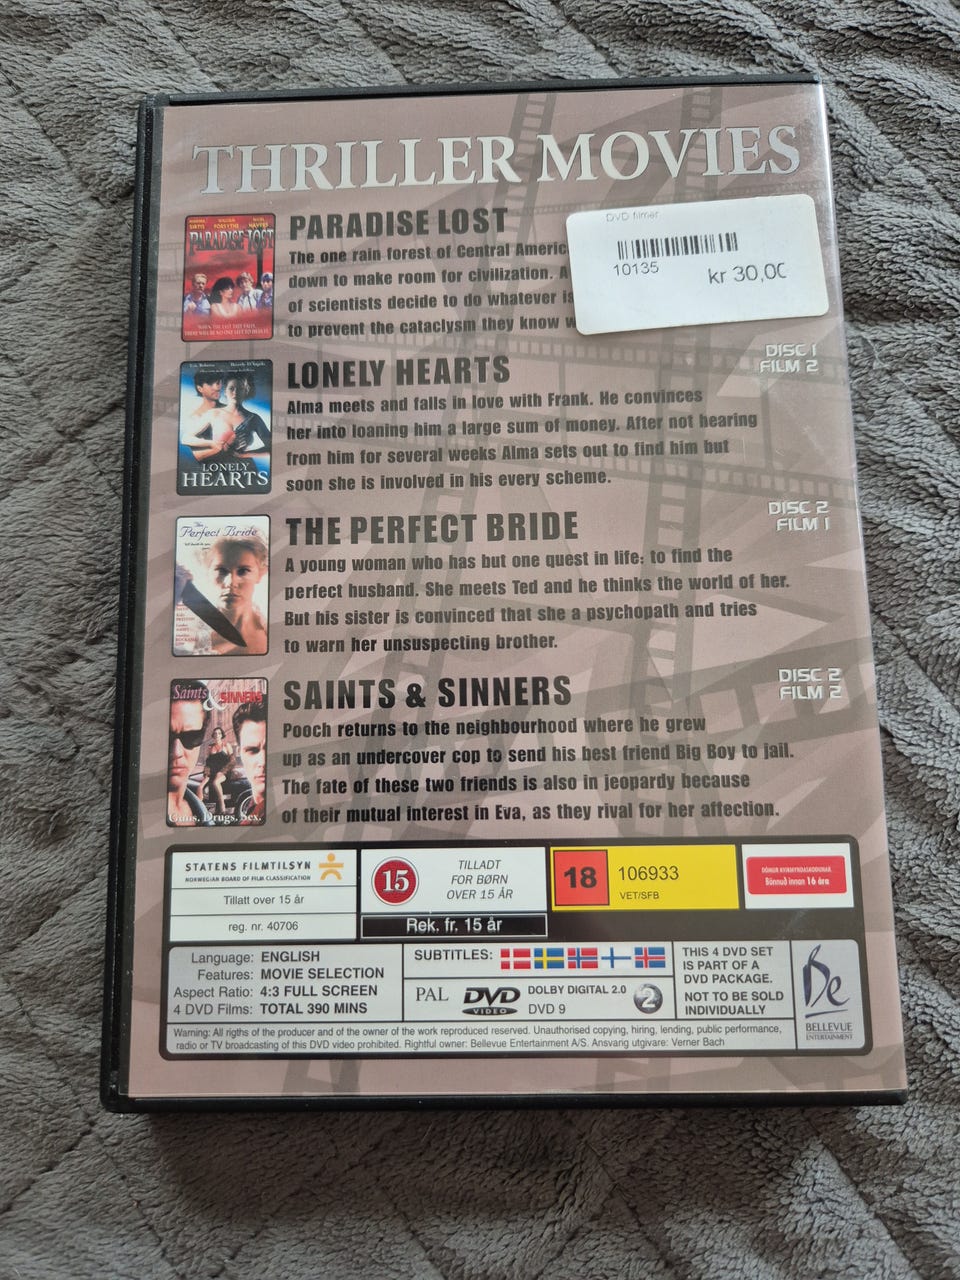 THRILLER MOVIES
PARADISE LOST
The one rain forest of Central Americ
down to make room for civilization. A
of scientists decide to do whatever is
to prevent the cataclysm they know w
DVD filmer
10135
kr 30,00
PARADISE LOST
DISC 1
FILM 2
LONELY HEARTS
Alma meets and falls in love with Frank. He convinces
her into loaning him a large sum of money. After not hearing
from him for several weeks Alma sets out to find him but
soon she is involved in his every scheme.
LONELY
HEARTS
DISC 2
FILM 1
THE PERFECT BRIDE
A young woman who has but one quest in life: to find the
perfect husband. She meets Ted and he thinks the world of her.
But his sister is convinced that she a psychopath and tries
to warn her unsuspecting brother.
The
Perfect Bride
DISC 2
FILM 2
SAINTS & SINNERS
Pooch returns to the neighbourhood where he grew
up as an undercover cop to send his best friend Big Boy to jail.
The fate of these two friends is also in jeopardy because
of their mutual interest in Eva, as they rival for her affection.
Saints
& SINNERS
Guns. Drugs. Sex.
STATENS FILMTILSYN
NORWEGIAN BOARD OF FILM CLASSIFICATION
Tillatt over 15 år
reg. nr. 40706
15
TILLADT
FOR BØRN
OVER 15 ÅR
Rek. fr. 15 år
18
106933
VET/SFB
Bönnuð innan 16 ára
Language: ENGLISH
Features: MOVIE SELECTION
Aspect Ratio: 4:3 FULL SCREEN
4 DVD Films: TOTAL 390 MINS
SUBTITLES:
PAL
DVD
VIDEO
DOLBY DIGITAL 2.0
DVD 9
2
THIS 4 DVD SET
IS PART OF A
DVD PACKAGE.
NOT TO BE SOLD
INDIVIDUALLY
Be
BELLEVUE
ENTERTAINMENT
Warning: All rigths of the producer and of the owner of the work reproduced reserved. Unauthorised copying, hiring, lending, public performance,
radio or TV broadcasting of this DVD video prohibited. Rightful owner: Bellevue Entertainment A/S. Ansvarig utgivare: Verner Bach